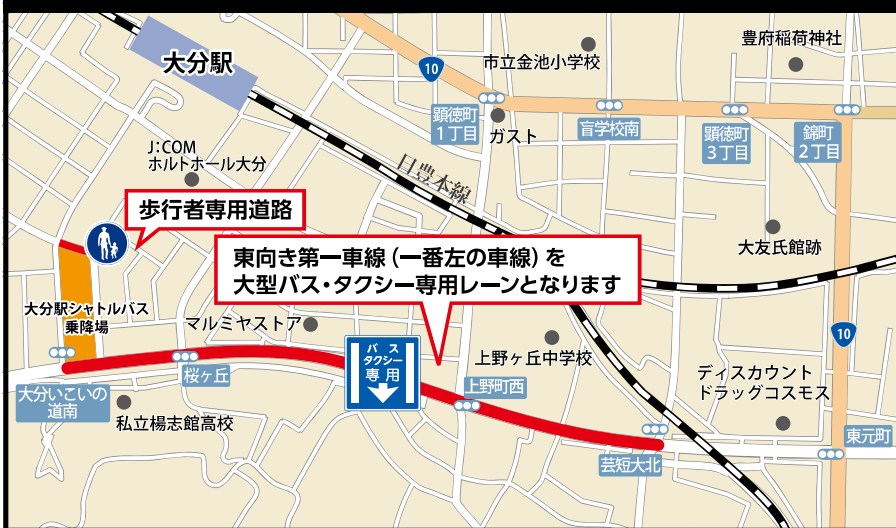 大分駅
10
市立金池小学校
豊府稲荷神社
顕徳町
1丁目
ガスト
盲学校南
顕徳町
3丁目
錦町
2丁目
J:COM
ホルトホール大分
日豊本線
歩行者専用道路
大友氏館跡
東向き第一車線(一番左の車線)を
大型バス・タクシー専用レーンとなります
大分駅シャトルバス
乗降場
マルミヤストア
バス
タクシー
専用
上野ヶ丘中学校
10
桜ヶ丘
大分いこいの
道南
私立楊志館高校
上野町西
ディスカウント
ドラッグコスモス
東元町
芸短大北